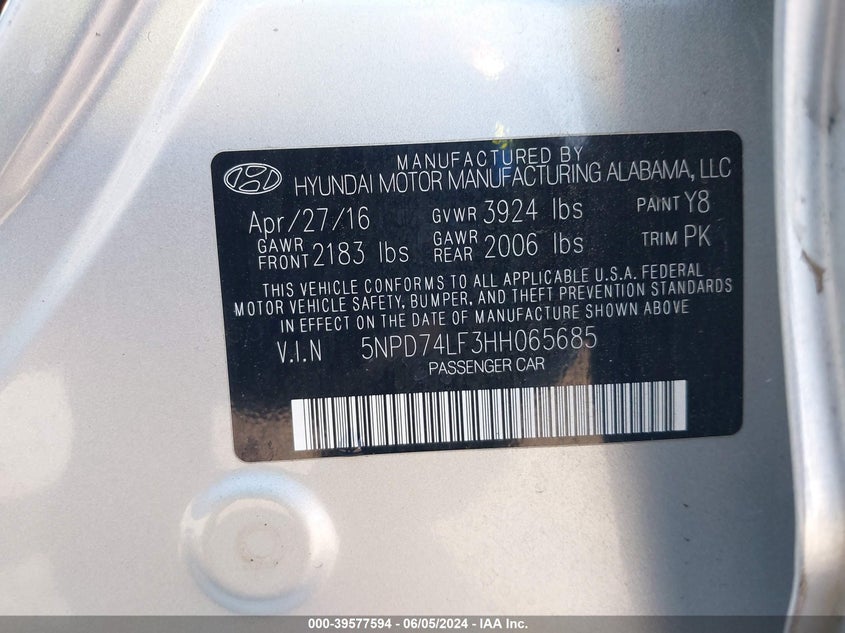 MANUFACTURED BY
HYUNDAI MOTOR MANUFACTURING ALABAMA, LLC
Apr/27/16 GVWR 3924 lbs PAINT Y8
GAWR FRONT 2183 lbs GAWR REAR 2006 lbs TRIM PK
THIS VEHICLE CONFORMS TO ALL APPLICABLE U.S.A. FEDERAL
MOTOR VEHICLE SAFETY, BUMPER, AND THEFT PREVENTION STANDARDS
IN EFFECT ON THE DATE OF MANUFACTURE SHOWN ABOVE
V.I.N 5NPD74LF3HH065685
PASSENGER CAR
000-39577594 - 06/05/2024 - IAA Inc.